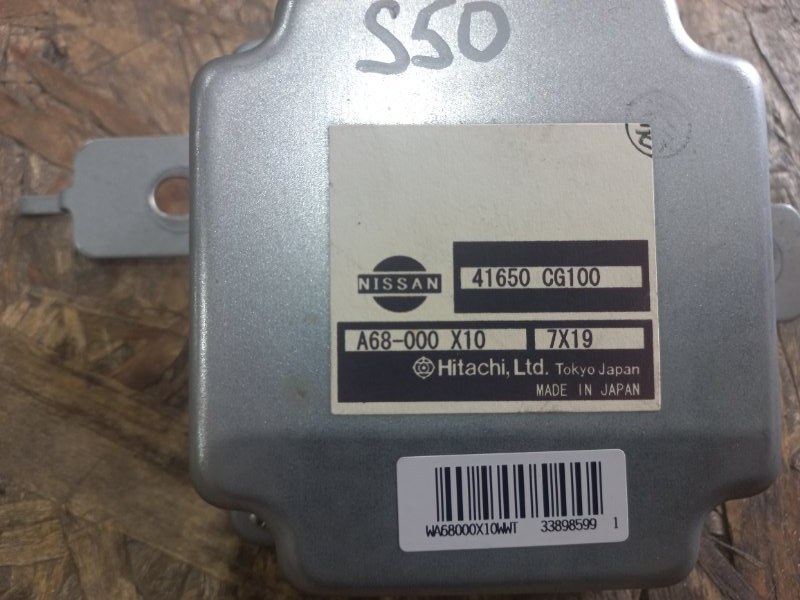 S50
NISSAN
41650 CG100
A68-000 X10 7X19
Hitachi, Ltd. Tokyo Japan
MADE IN JAPAN
WA68000X10WWT 33898599 1